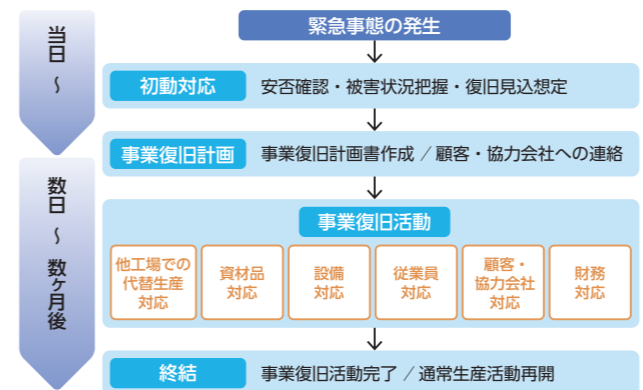 緊急事態の発生
当日
~
初動対応
安否確認・被害状況把握・復旧見込想定
事業復旧計画
事業復旧計画書作成 / 顧客・協力会社への連絡
数日
~
数ヶ月後
事業復旧活動
他工場での
代替生産
対応
資材品
対応
設備
対応
従業員
対応
顧客・
協力会社
対応
財務
対応
終結
事業復旧活動完了 / 通常生産活動再開